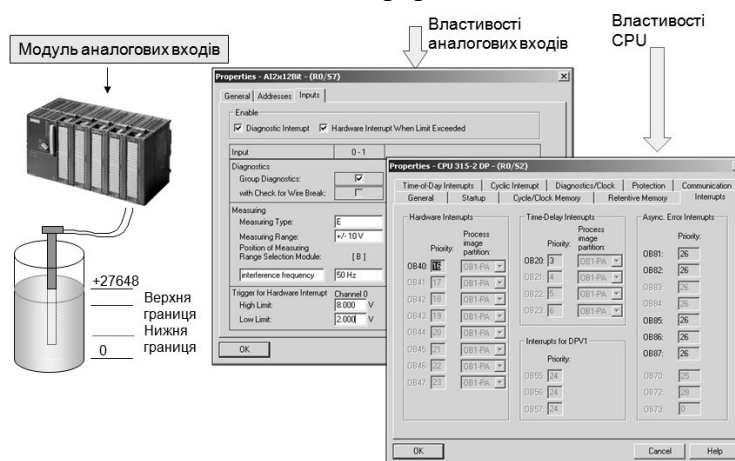 Властивості
аналогових входів
Властивості
CPU
Модуль аналогових входів
+27648
Верхня
границя
Нижня
границя
0
Properties - AI2x12Bit - (R0/S7)
General Addresses Inputs
Enable
Diagnostic Interrupt Hardware Interrupt When Limit Exceeded
Input 0 - 1
Diagnostics
Group Diagnostics:
with Check for Wire Break:
Measuring
Measuring Type: E
Measuring Range: +/- 10 V
Position of Measuring
Range Selection Module: [ B ]
interference frequency 50 Hz
Trigger for Hardware Interrupt Channel 0
High Limit: 8.000 V
Low Limit: 2.000 V
OK
Properties - CPU 315-2 DP - (R0/S2)
Time-of-Day Interrupts Cyclic Interrupt Diagnostics/Clock Protection Communication
General Startup Cycle/Clock Memory Retentive Memory Interrupts
Hardware Interrupts
Priority: Process
image
partition:
OB40: 16 OB1-PA
OB41: 17 OB1-PA
OB42: 18 OB1-PA
OB43: 19 OB1-PA
OB44: 20 OB1-PA
OB45: 21 OB1-PA
OB46: 22 OB1-PA
OB47: 23 OB1-PA
Time-Delay Interrupts
Priority: Process
image
partition:
OB20: 3 OB1-PA
OB21: 4 OB1-PA
OB22: 5 OB1-PA
OB23: 6 OB1-PA
Interrupts for DPV1
Priority:
OB55: 24
OB56: 24
OB57: 24
Async. Error Interrupts
Priority:
OB81: 26
OB82: 26
OB83: 26
OB84: 26
OB85: 26
OB86: 26
OB87: 26
OB70: 25
OB72: 28
OB73: 0
OK Cancel Help